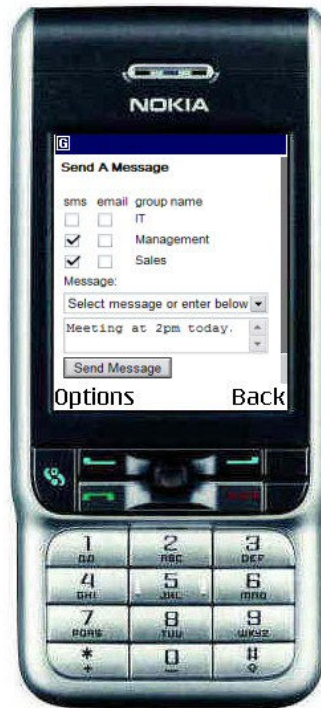 NOKIA
G
Send A Message
sms email group name
IT
Management
Sales
Message:
Select message or enter below
Meeting at 2pm today.
Send Message
Options Back
1 2 3
ABC DEF
4 5 6
GHI JKL MNO
7 8 9
PQRS TUV WXYZ
* 0 #
+